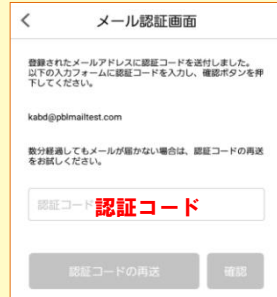 メール認証画面
登録されたメールアドレスに認証コードを送付しました。
以下の入力フォームに認証コードを入力し、確認ボタンを押
下してください。
kabd@pblmailtest.com
数分経過してもメールが届かない場合は、認証コードの再送
をお試しください。
認証コード
認証コード
認証コードの再送
確認